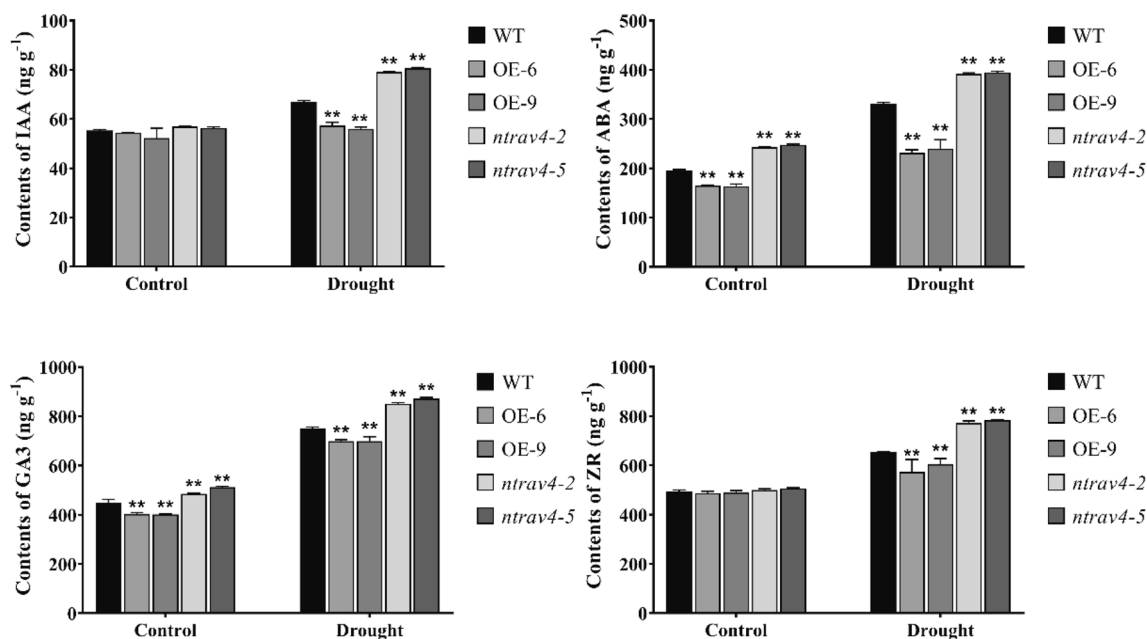 Contents of IAA (ng g⁻¹)
100
80
60
40
20
0
** ** ** **
Control Drought
WT
OE-6
OE-9
ntrav4-2
ntrav4-5
Contents of ABA (ng g⁻¹)
500
400
300
200
100
0
** ** ** ** ** ** ** **
Control Drought
WT
OE-6
OE-9
ntrav4-2
ntrav4-5
Contents of GA3 (ng g⁻¹)
1000
800
600
400
200
0
** ** ** ** ** ** ** **
Control Drought
WT
OE-6
OE-9
ntrav4-2
ntrav4-5
Contents of ZR (ng g⁻¹)
1000
800
600
400
200
0
** ** ** **
Control Drought
WT
OE-6
OE-9
ntrav4-2
ntrav4-5